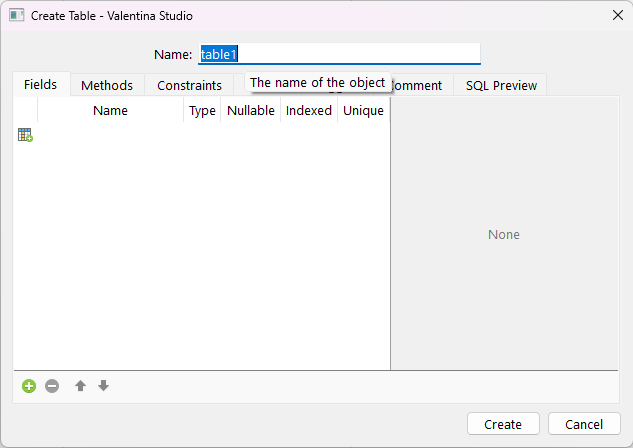 Create Table - Valentina Studio
Name: table1
Fields Methods Constraints Comment SQL Preview
The name of the object
Name Type Nullable Indexed Unique
None
Create Cancel